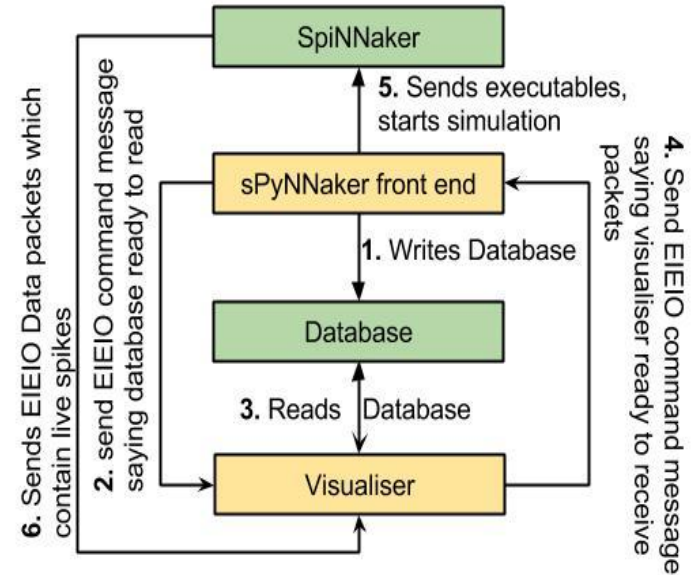 SpiNNaker
5. Sends executables,
starts simulation
sPyNNaker front end
1. Writes Database
Database
3. Reads Database
Visualiser
6. Sends EIEIO Data packets which
contain live spikes
2. send EIEIO command message
saying database ready to read
4. Send EIEIO command message
saying visualiser ready to receive
packets